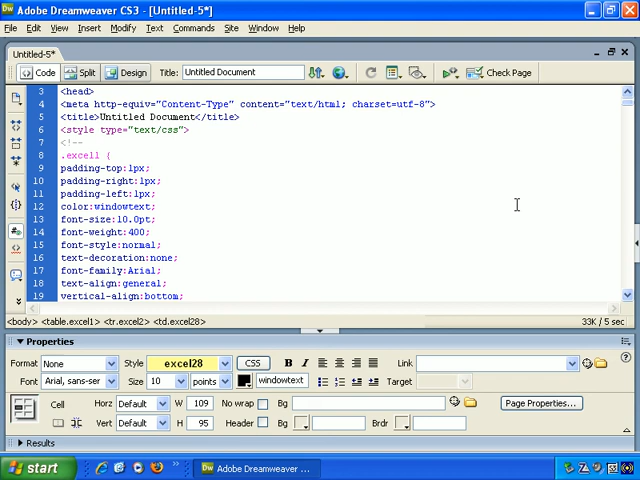 Adobe Dreamweaver CS3 - [Untitled-5*]
File Edit View Insert Modify Text Commands Site Window Help
Untitled-5*
Code Split Design Title: Untitled Document Check Page
3 <head>
4 <meta http-equiv="Content-Type" content="text/html; charset=utf-8">
5 <title>Untitled Document</title>
6 <style type="text/css">
7 <!--
8 .excel1 {
9 padding-top:1px;
10 padding-right:1px;
11 padding-left:1px;
12 color:windowtext;
13 font-size:10.0pt;
14 font-weight:400;
15 font-style:normal;
16 text-decoration:none;
17 font-family:Arial;
18 text-align:general;
19 vertical-align:bottom;
<body> <table.excel1> <tr.excel2> <td.excel28> 33K / 5 sec
Properties
Format None Style excel28 CSS B I Link
Font Arial, sans-ser Size 10 points windowtext Target
Cell Horz Default W 109 No wrap Bg Page Properties...
Vert Default H 95 Header Bg Brdr
Results
start Adobe Dreamweaver ...